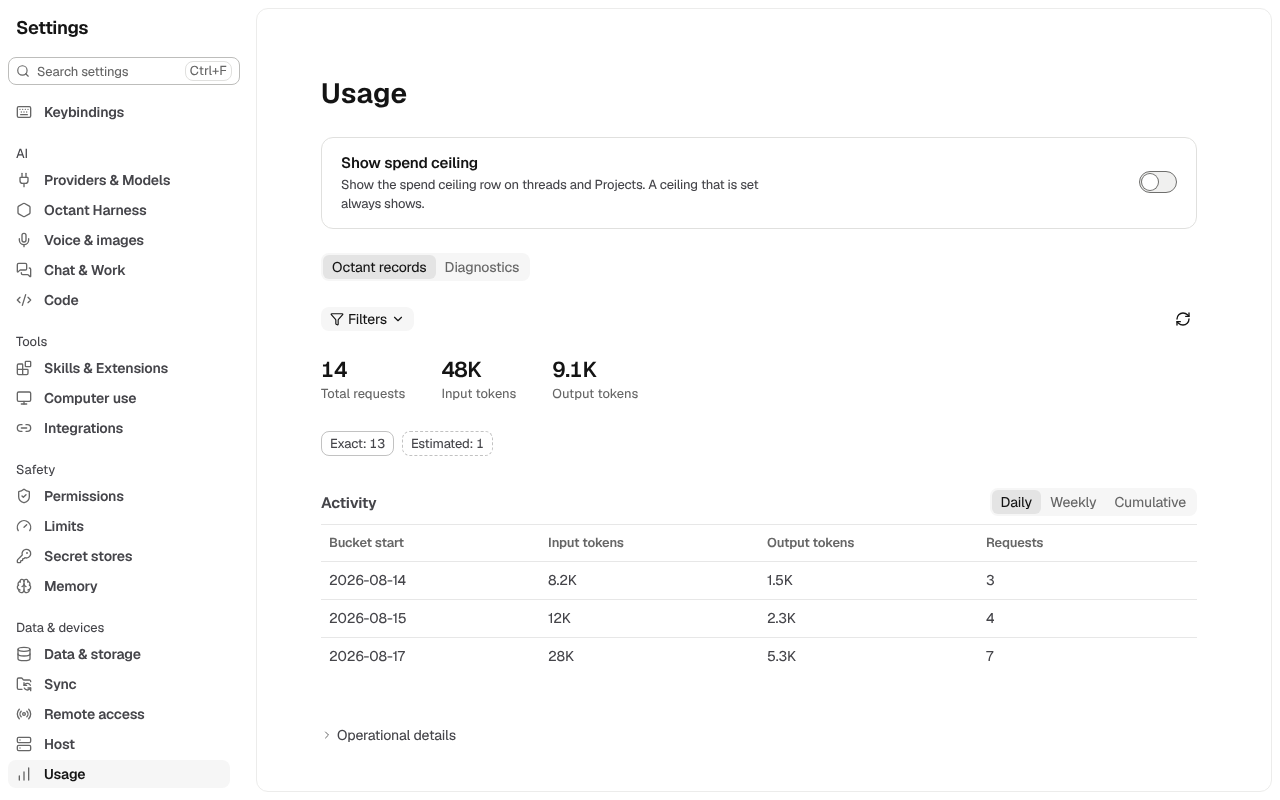 Settings
Search settings
Ctrl+F
Keybindings
AI
Providers & Models
Octant Harness
Voice & images
Chat & Work
Code
Tools
Skills & Extensions
Computer use
Integrations
Safety
Permissions
Limits
Secret stores
Memory
Data & devices
Data & storage
Sync
Remote access
Host
Usage
Usage
Show spend ceiling
Show the spend ceiling row on threads and Projects. A ceiling that is set
always shows.
Octant records Diagnostics
Filters
14 48K 9.1K
Total requests Input tokens Output tokens
Exact: 13 Estimated: 1
Activity Daily Weekly Cumulative
Bucket start Input tokens Output tokens Requests
2026-08-14 8.2K 1.5K 3
2026-08-15 12K 2.3K 4
2026-08-17 28K 5.3K 7
Operational details